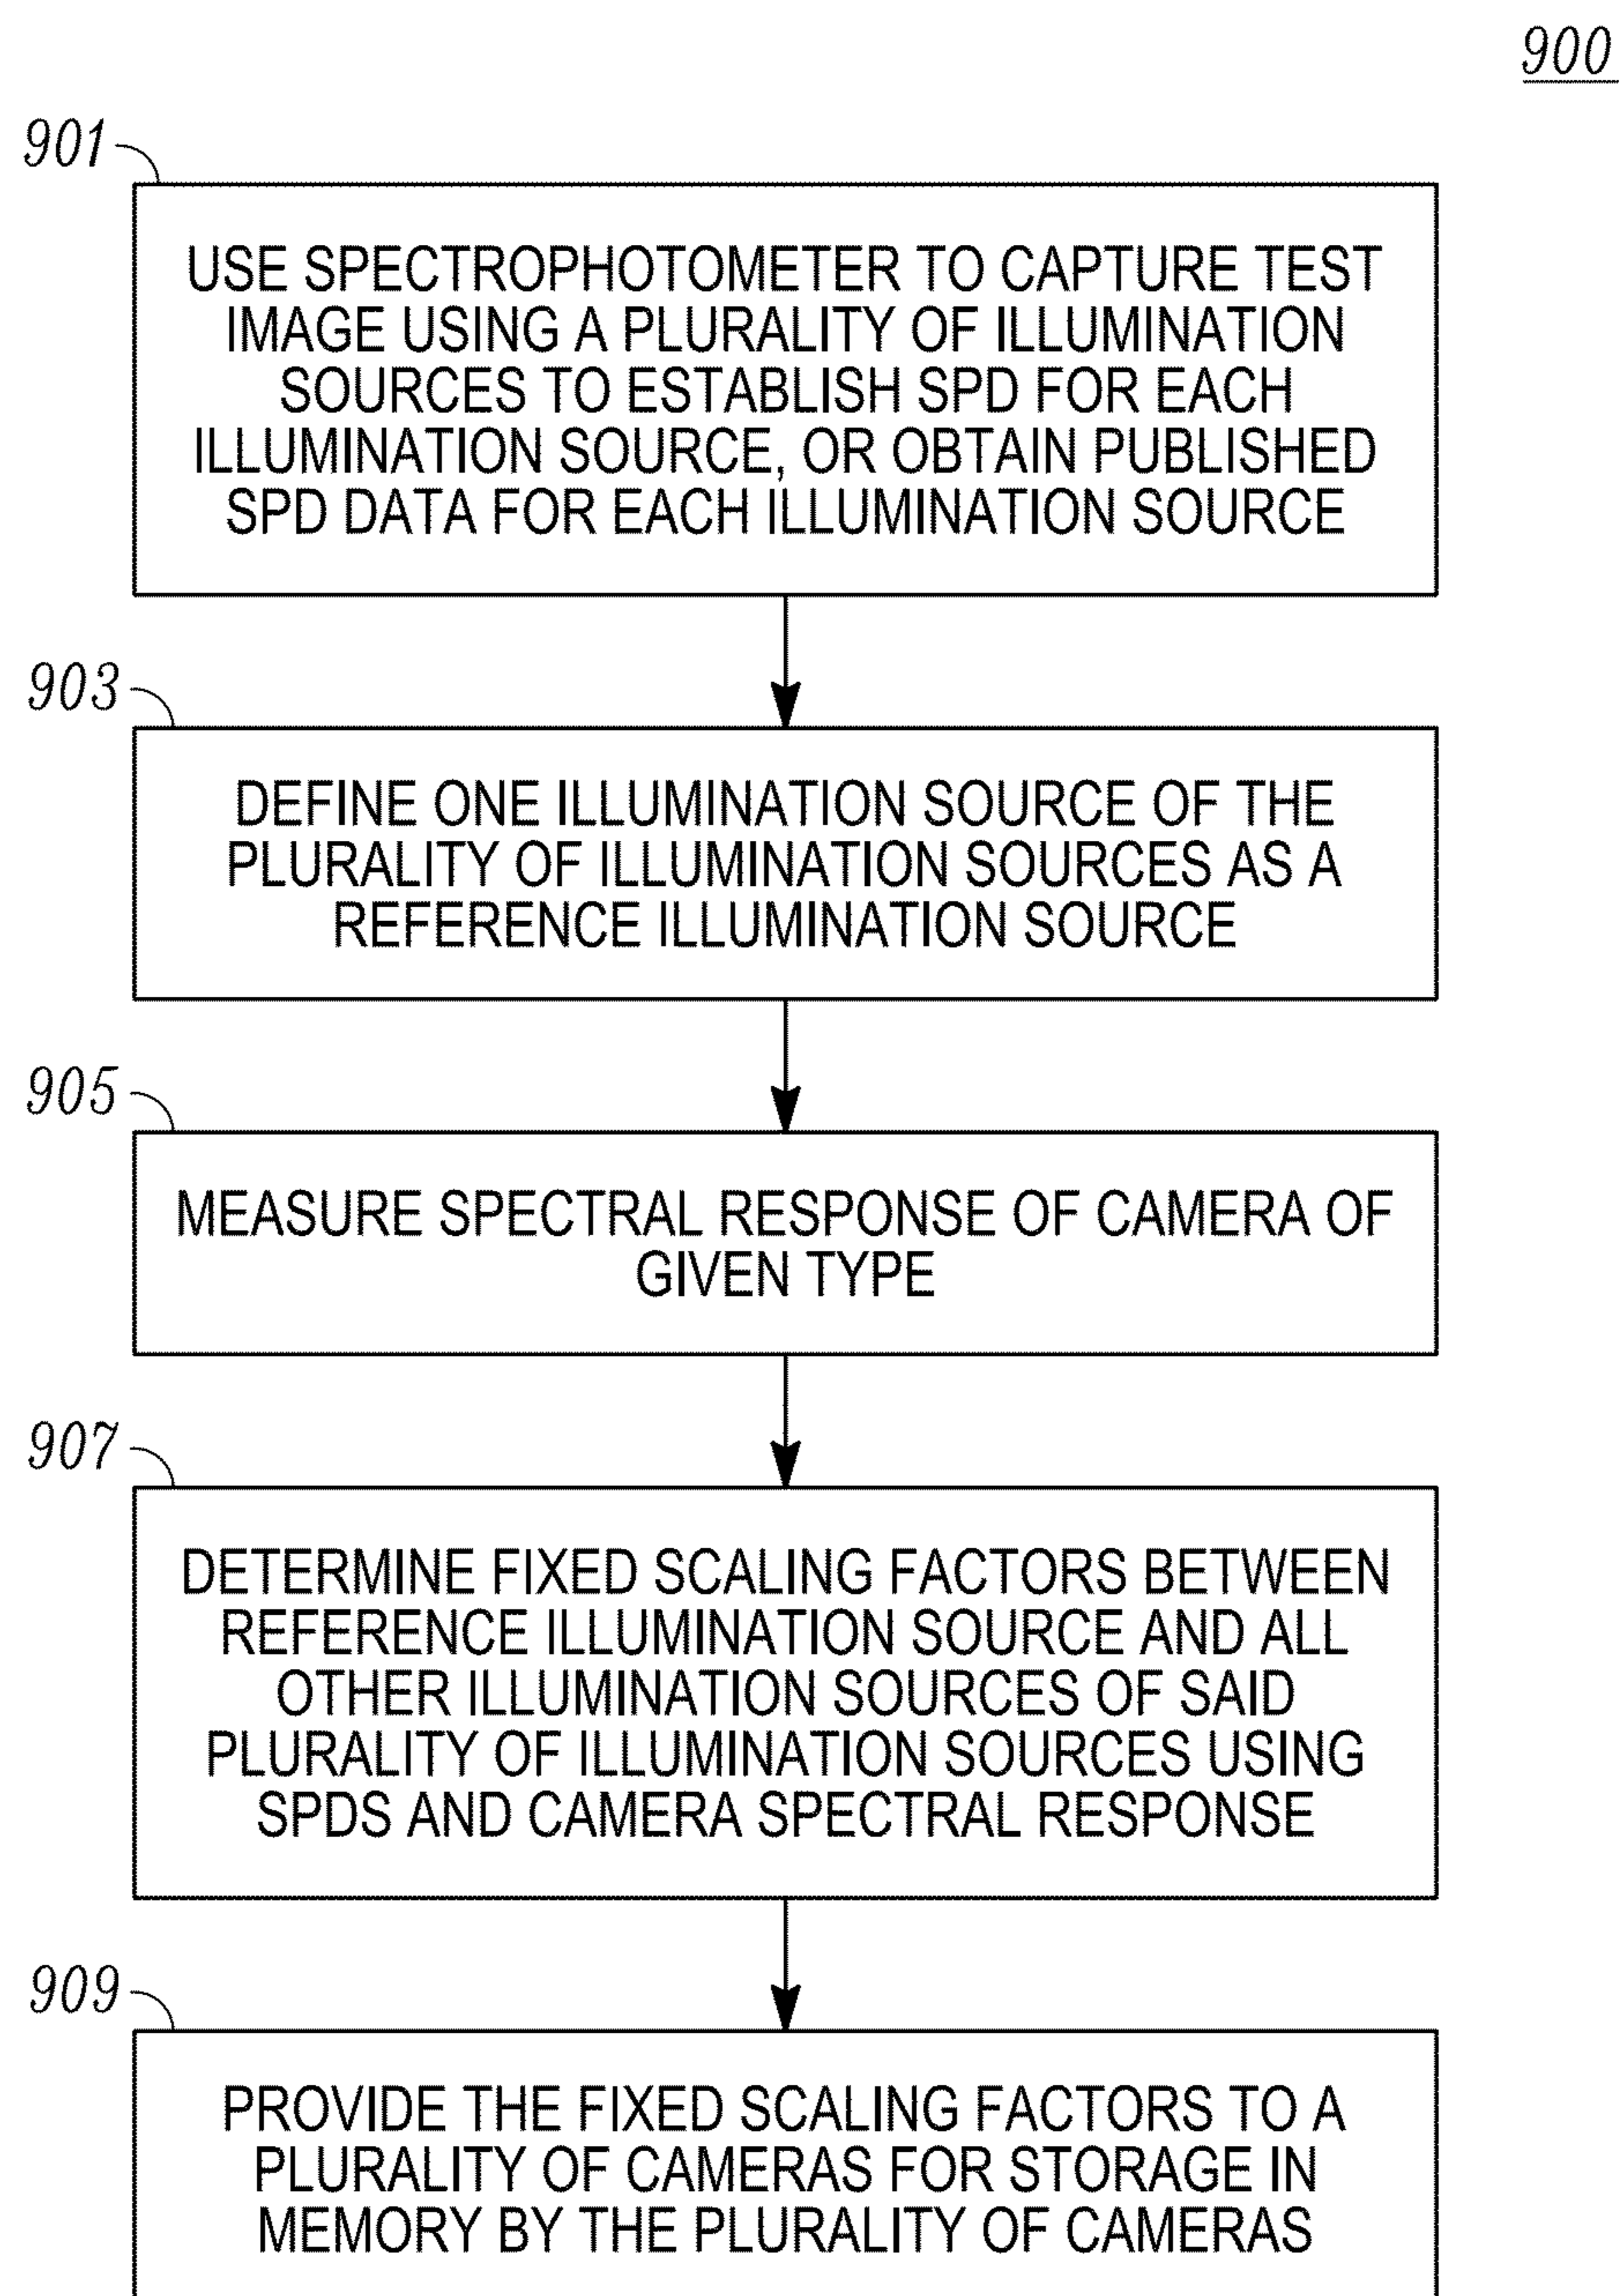 900
901
USE SPECTROPHOTOMETER TO CAPTURE TEST
IMAGE USING A PLURALITY OF ILLUMINATION
SOURCES TO ESTABLISH SPD FOR EACH
ILLUMINATION SOURCE, OR OBTAIN PUBLISHED
SPD DATA FOR EACH ILLUMINATION SOURCE
903
DEFINE ONE ILLUMINATION SOURCE OF THE
PLURALITY OF ILLUMINATION SOURCES AS A
REFERENCE ILLUMINATION SOURCE
905
MEASURE SPECTRAL RESPONSE OF CAMERA OF
GIVEN TYPE
907
DETERMINE FIXED SCALING FACTORS BETWEEN
REFERENCE ILLUMINATION SOURCE AND ALL
OTHER ILLUMINATION SOURCES OF SAID
PLURALITY OF ILLUMINATION SOURCES USING
SPDS AND CAMERA SPECTRAL RESPONSE
909
PROVIDE THE FIXED SCALING FACTORS TO A
PLURALITY OF CAMERAS FOR STORAGE IN
MEMORY BY THE PLURALITY OF CAMERAS